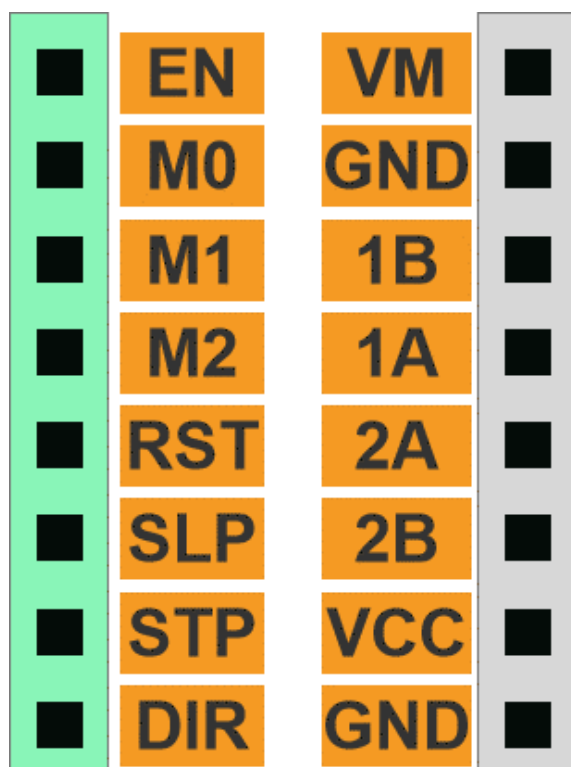 EN VM
M0 GND
M1 1B
M2 1A
RST 2A
SLP 2B
STP VCC
DIR GND